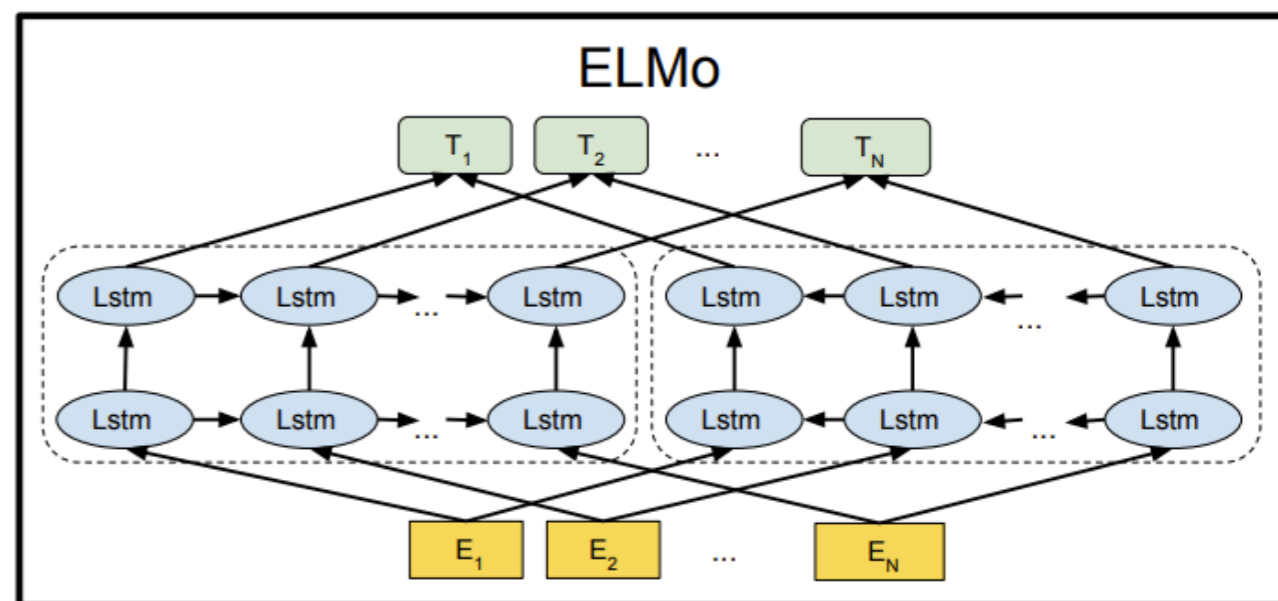 ELMo
T1 T2 ... TN
Lstm Lstm Lstm Lstm Lstm Lstm
... ...
Lstm Lstm ... Lstm Lstm Lstm ... Lstm
E1 E2 ... EN